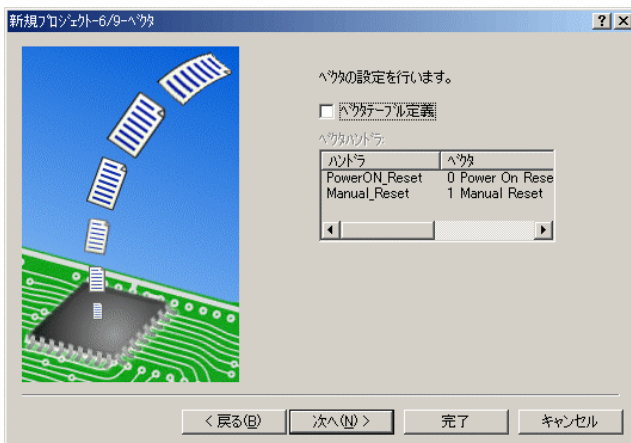 新規ﾌﾟﾛｼﾞｪｸﾄ-6/9-ﾍﾞｸﾀ
ﾍﾞｸﾀの設定を行います。
ﾍﾞｸﾀﾃｰﾌﾞﾙ定義
ﾍﾞｸﾀﾊﾝﾄﾞﾗ:
ﾊﾝﾄﾞﾗ ﾍﾞｸﾀ
PowerON_Reset 0 Power On Rese
Manual_Reset 1 Manual Reset
< 戻る(B) 次へ(N) > 完了 キャンセル